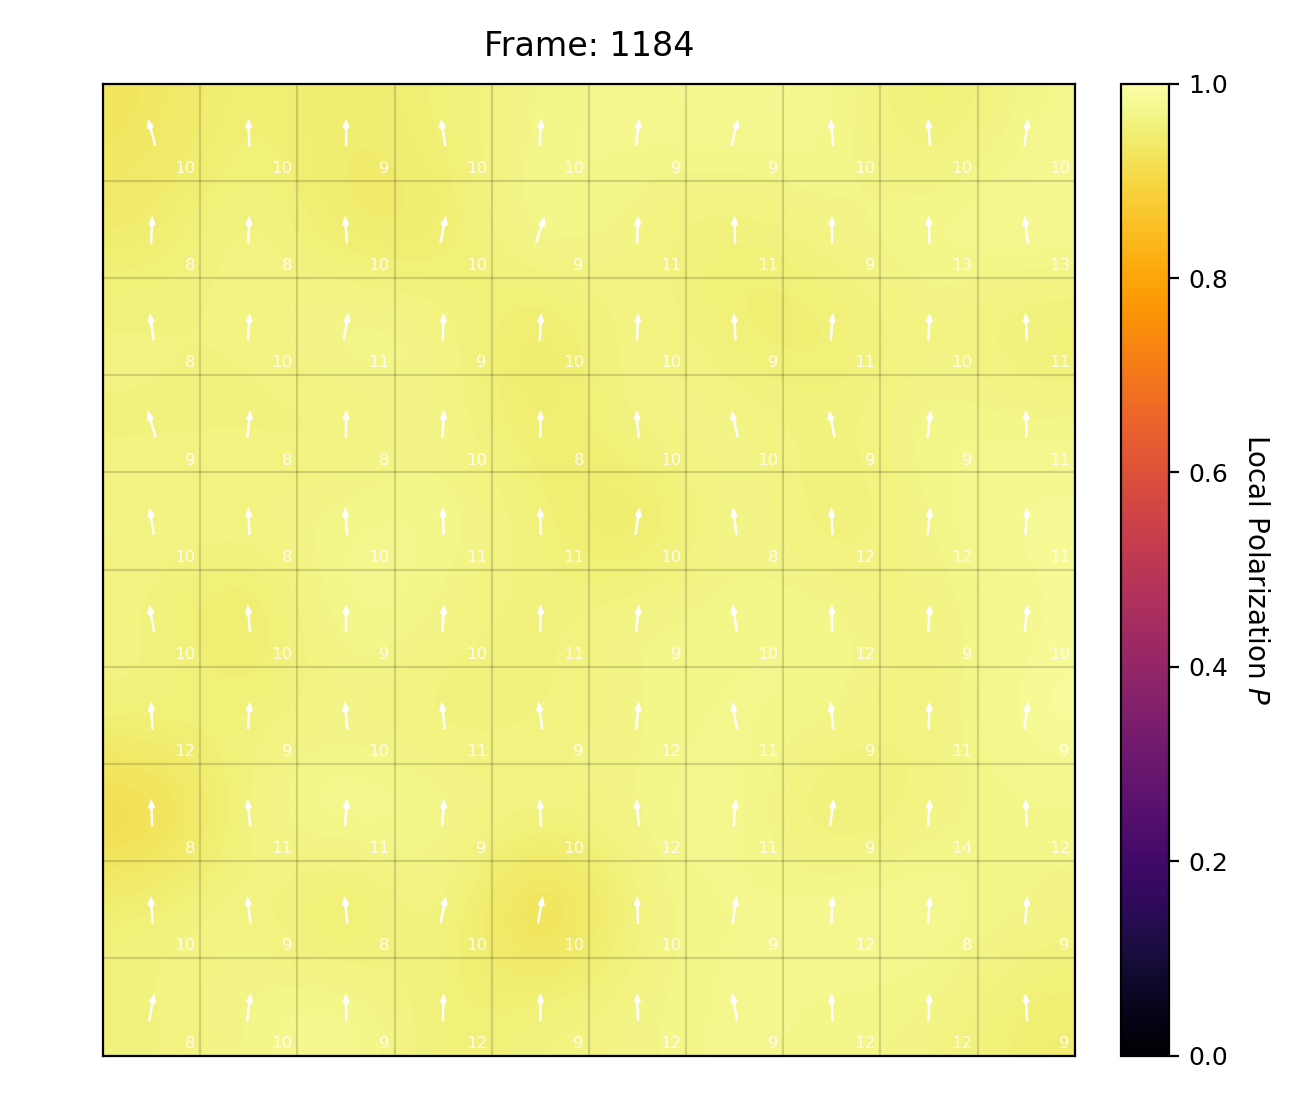 Frame: 1184
10 10 9 10 10 9 9 10 10 10
8 8 10 10 9 11 11 9 13 13
8 10 11 9 10 10 9 11 10 11
9 8 8 10 8 10 10 9 9 11
10 8 10 11 11 10 8 12 12 11
10 10 9 10 11 9 10 12 9 10
12 9 10 11 9 12 11 9 11 9
8 11 11 9 10 12 11 9 14 12
10 9 8 10 10 10 9 12 8 9
8 10 9 12 9 12 9 12 12 9
1.0
0.8
0.6
0.4
0.2
0.0
Local Polarization P